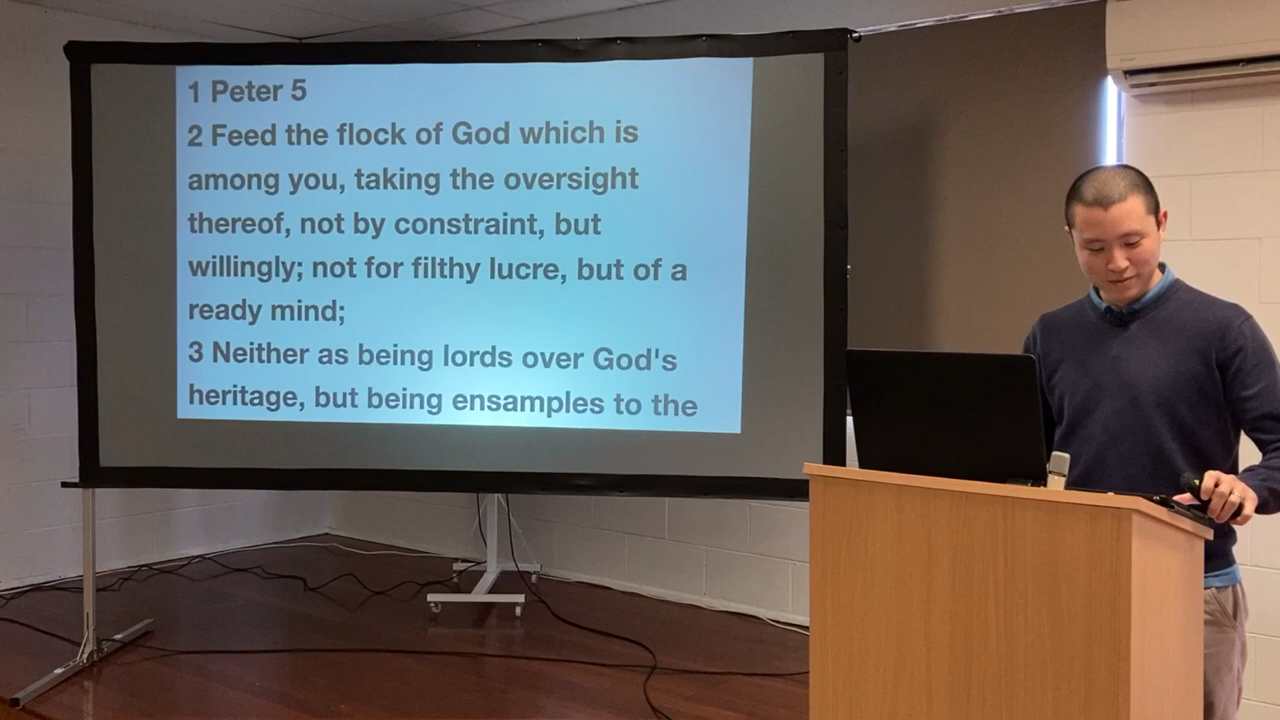 1 Peter 5
2 Feed the flock of God which is
among you, taking the oversight
thereof, not by constraint, but
willingly; not for filthy lucre, but of a
ready mind;
3 Neither as being lords over God's
heritage, but being ensamples to the